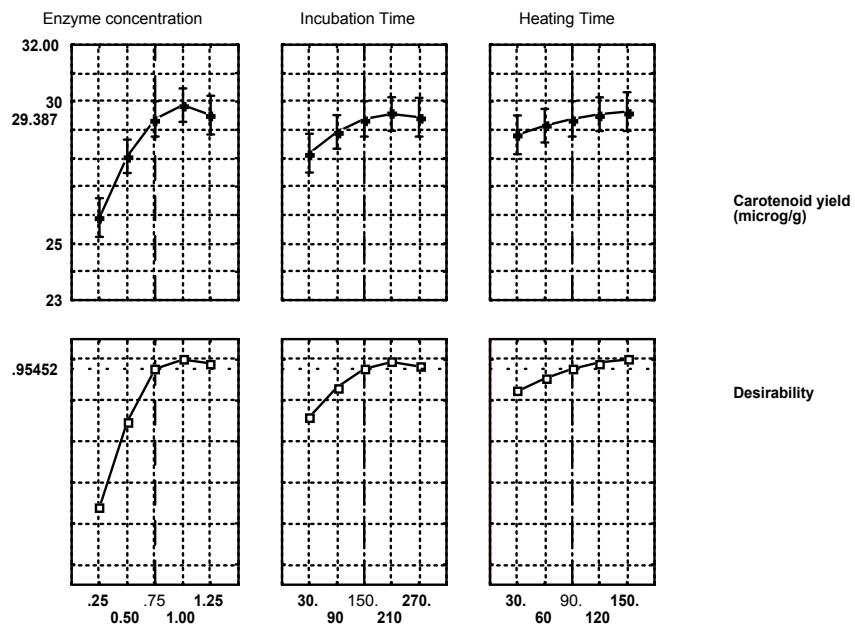 Enzyme concentration Incubation Time Heating Time
32.00
30
29.387
25
23
Carotenoid yield
(microg/g)
.95452
Desirability
.25 .75 1.25 30. 150. 270. 30. 90. 150.
0.50 1.00 90 210 60 120